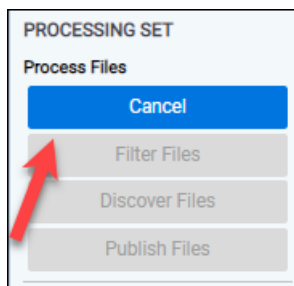 PROCESSING SET
Process Files
Cancel
Filter Files
Discover Files
Publish Files